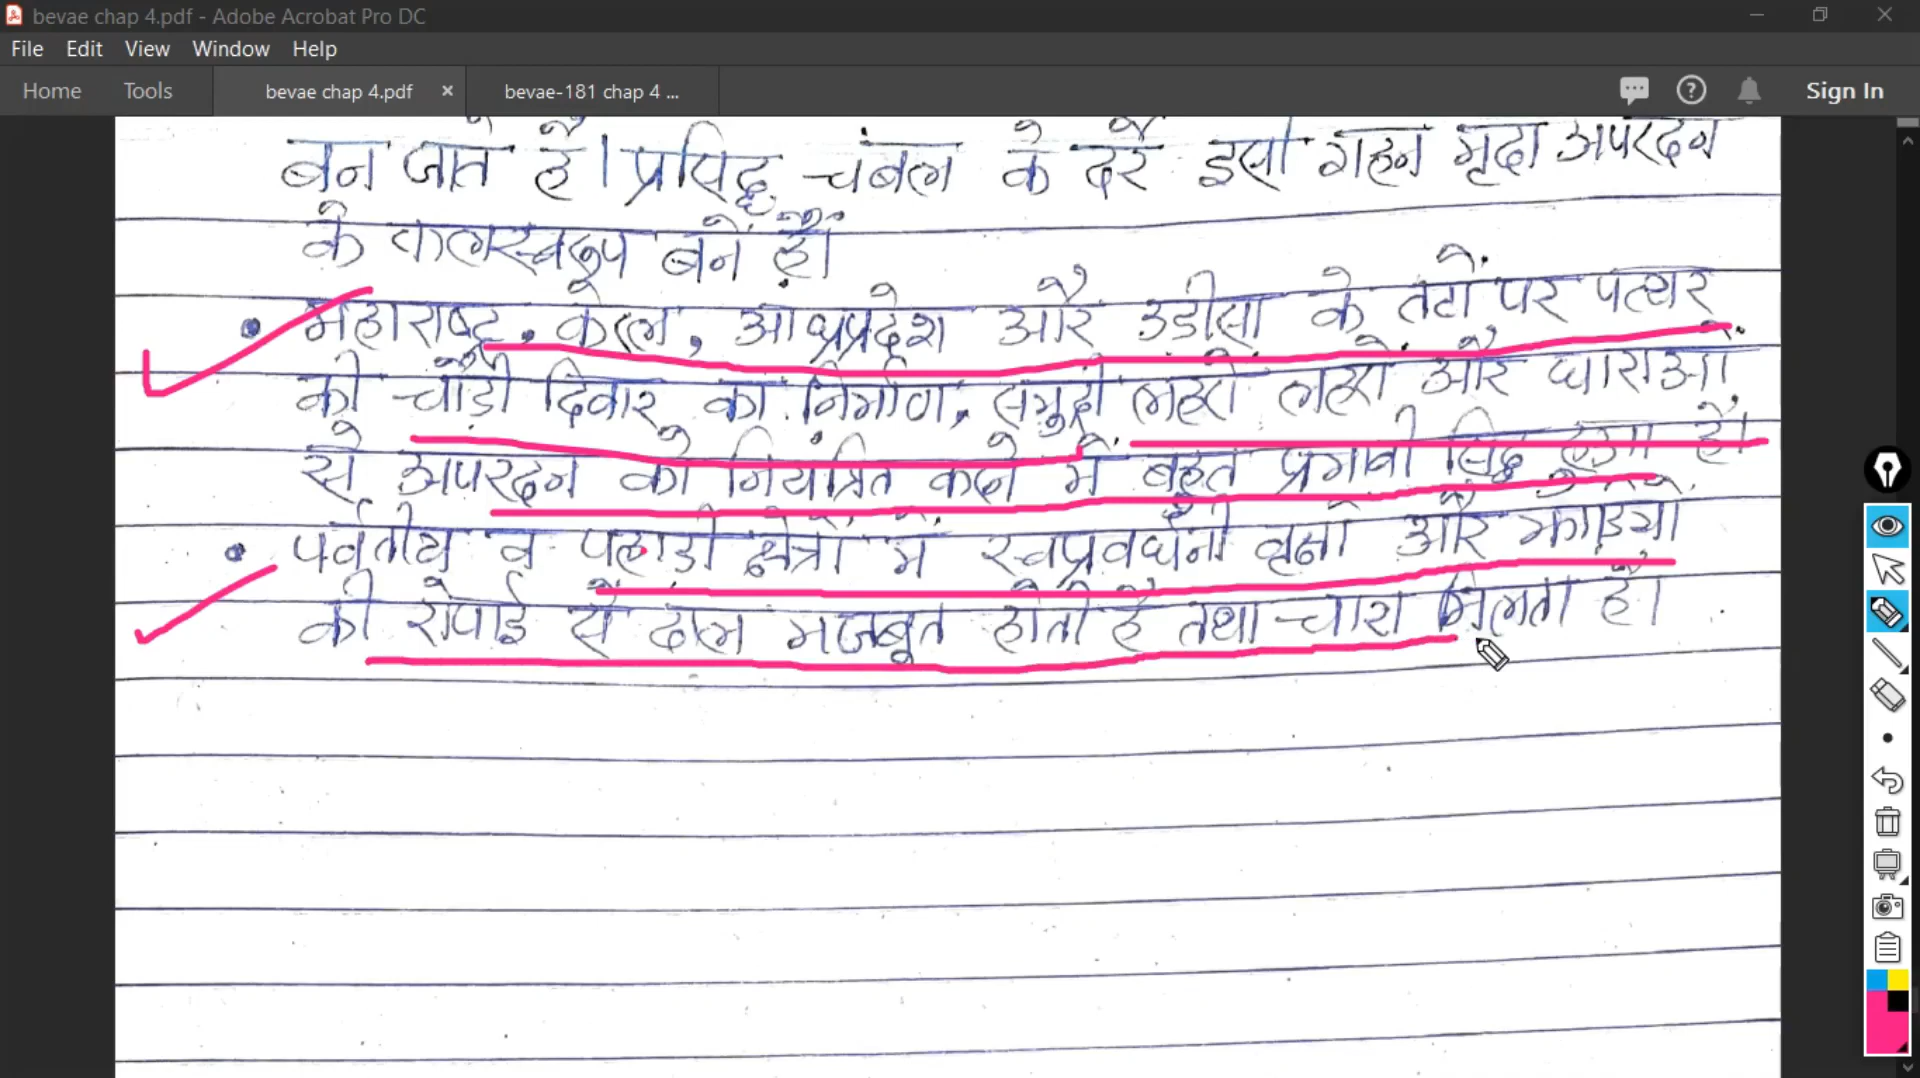 bevae chap 4.pdf - Adobe Acrobat Pro DC
File Edit View Window Help
Home Tools bevae chap 4.pdf × bevae-181 chap 4 ... Sign In
बन जाते है। प्रसिद्ध चंबल के दर्रे इसी गहन मृदा अपरदन
के फलस्वरूप बनें हैं।
• महाराष्ट्र, केरल, आंध्रप्रदेश और उडीसा के तटों पर पत्थर
की चौड़ी दिवार का निर्माण, समुद्री लहरों और धाराओं
से अपरदन को नियंत्रित करने में बहुत प्रभावी सिद्ध हुआ है।
• पर्वतीय व पहाडी क्षेत्रों में स्वप्रवर्धनी वृक्षों और झाड़ियों
की रोपाई से ढाल मजबूत होती है तथा चारा मिलता है।